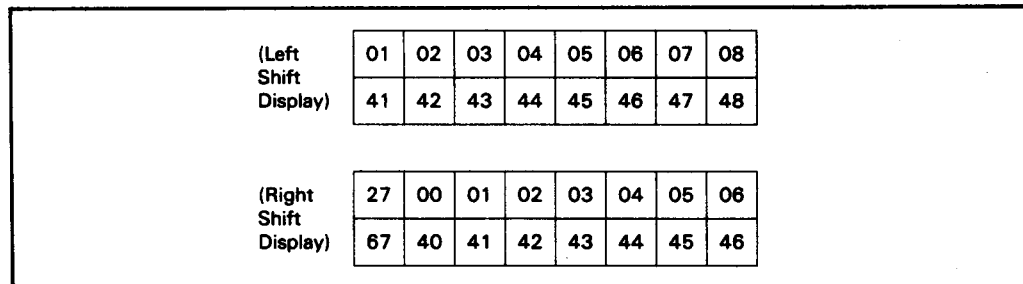 (Left Shift Display)
01 02 03 04 05 06 07 08
41 42 43 44 45 46 47 48
(Right Shift Display)
27 00 01 02 03 04 05 06
67 40 41 42 43 44 45 46